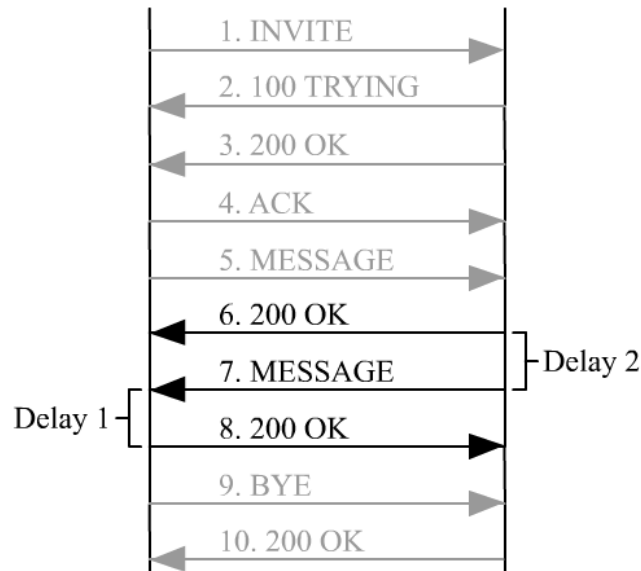 1. INVITE
2. 100 TRYING
3. 200 OK
4. ACK
5. MESSAGE
6. 200 OK
Delay 2
7. MESSAGE
Delay 1
8. 200 OK
9. BYE
10. 200 OK